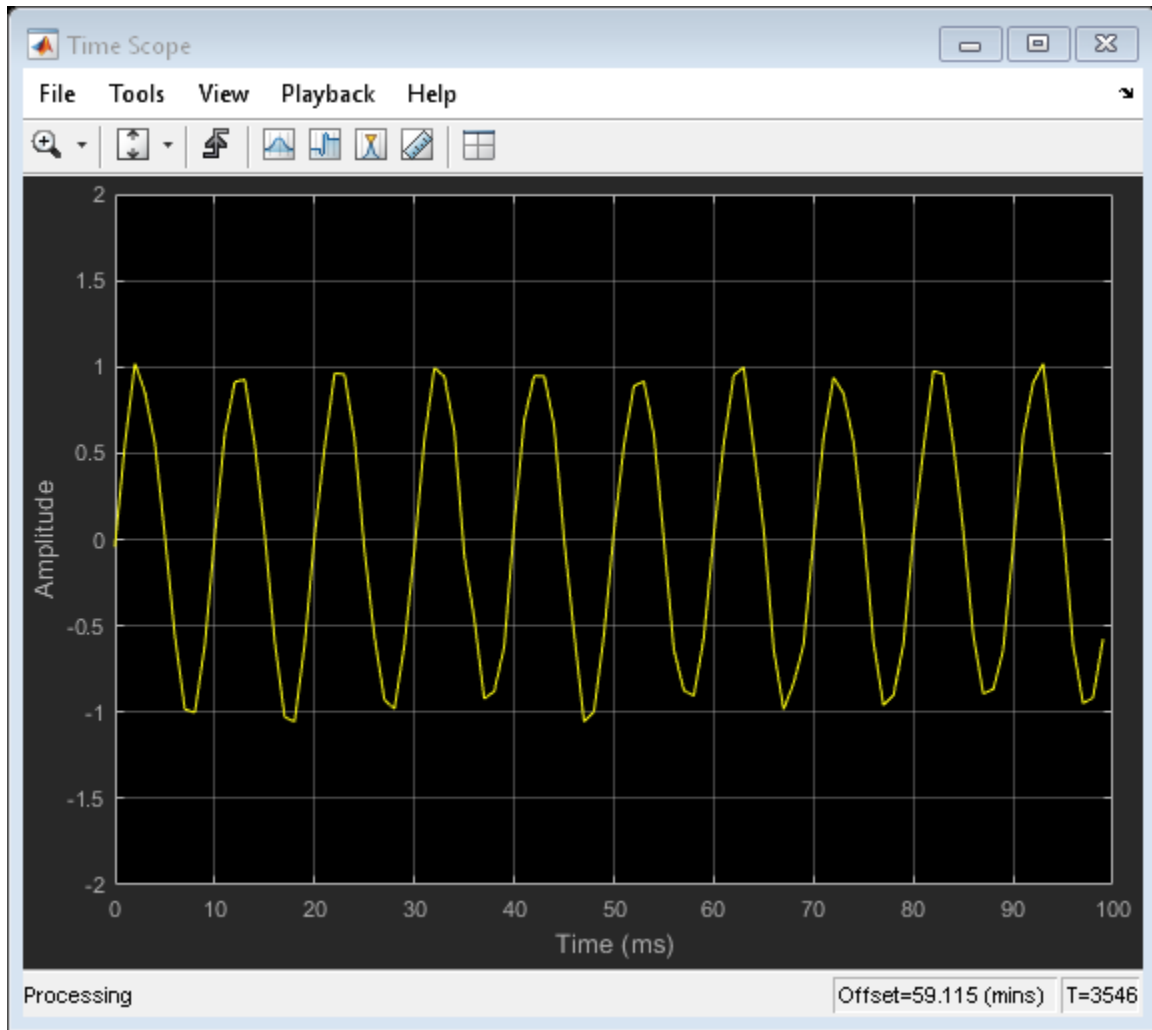 Time Scope
File Tools View Playback Help
2
1.5
1
0.5
0
-0.5
-1
-1.5
-2
Amplitude
0 10 20 30 40 50 60 70 80 90 100
Time (ms)
Processing Offset=59.115 (mins) T=3546